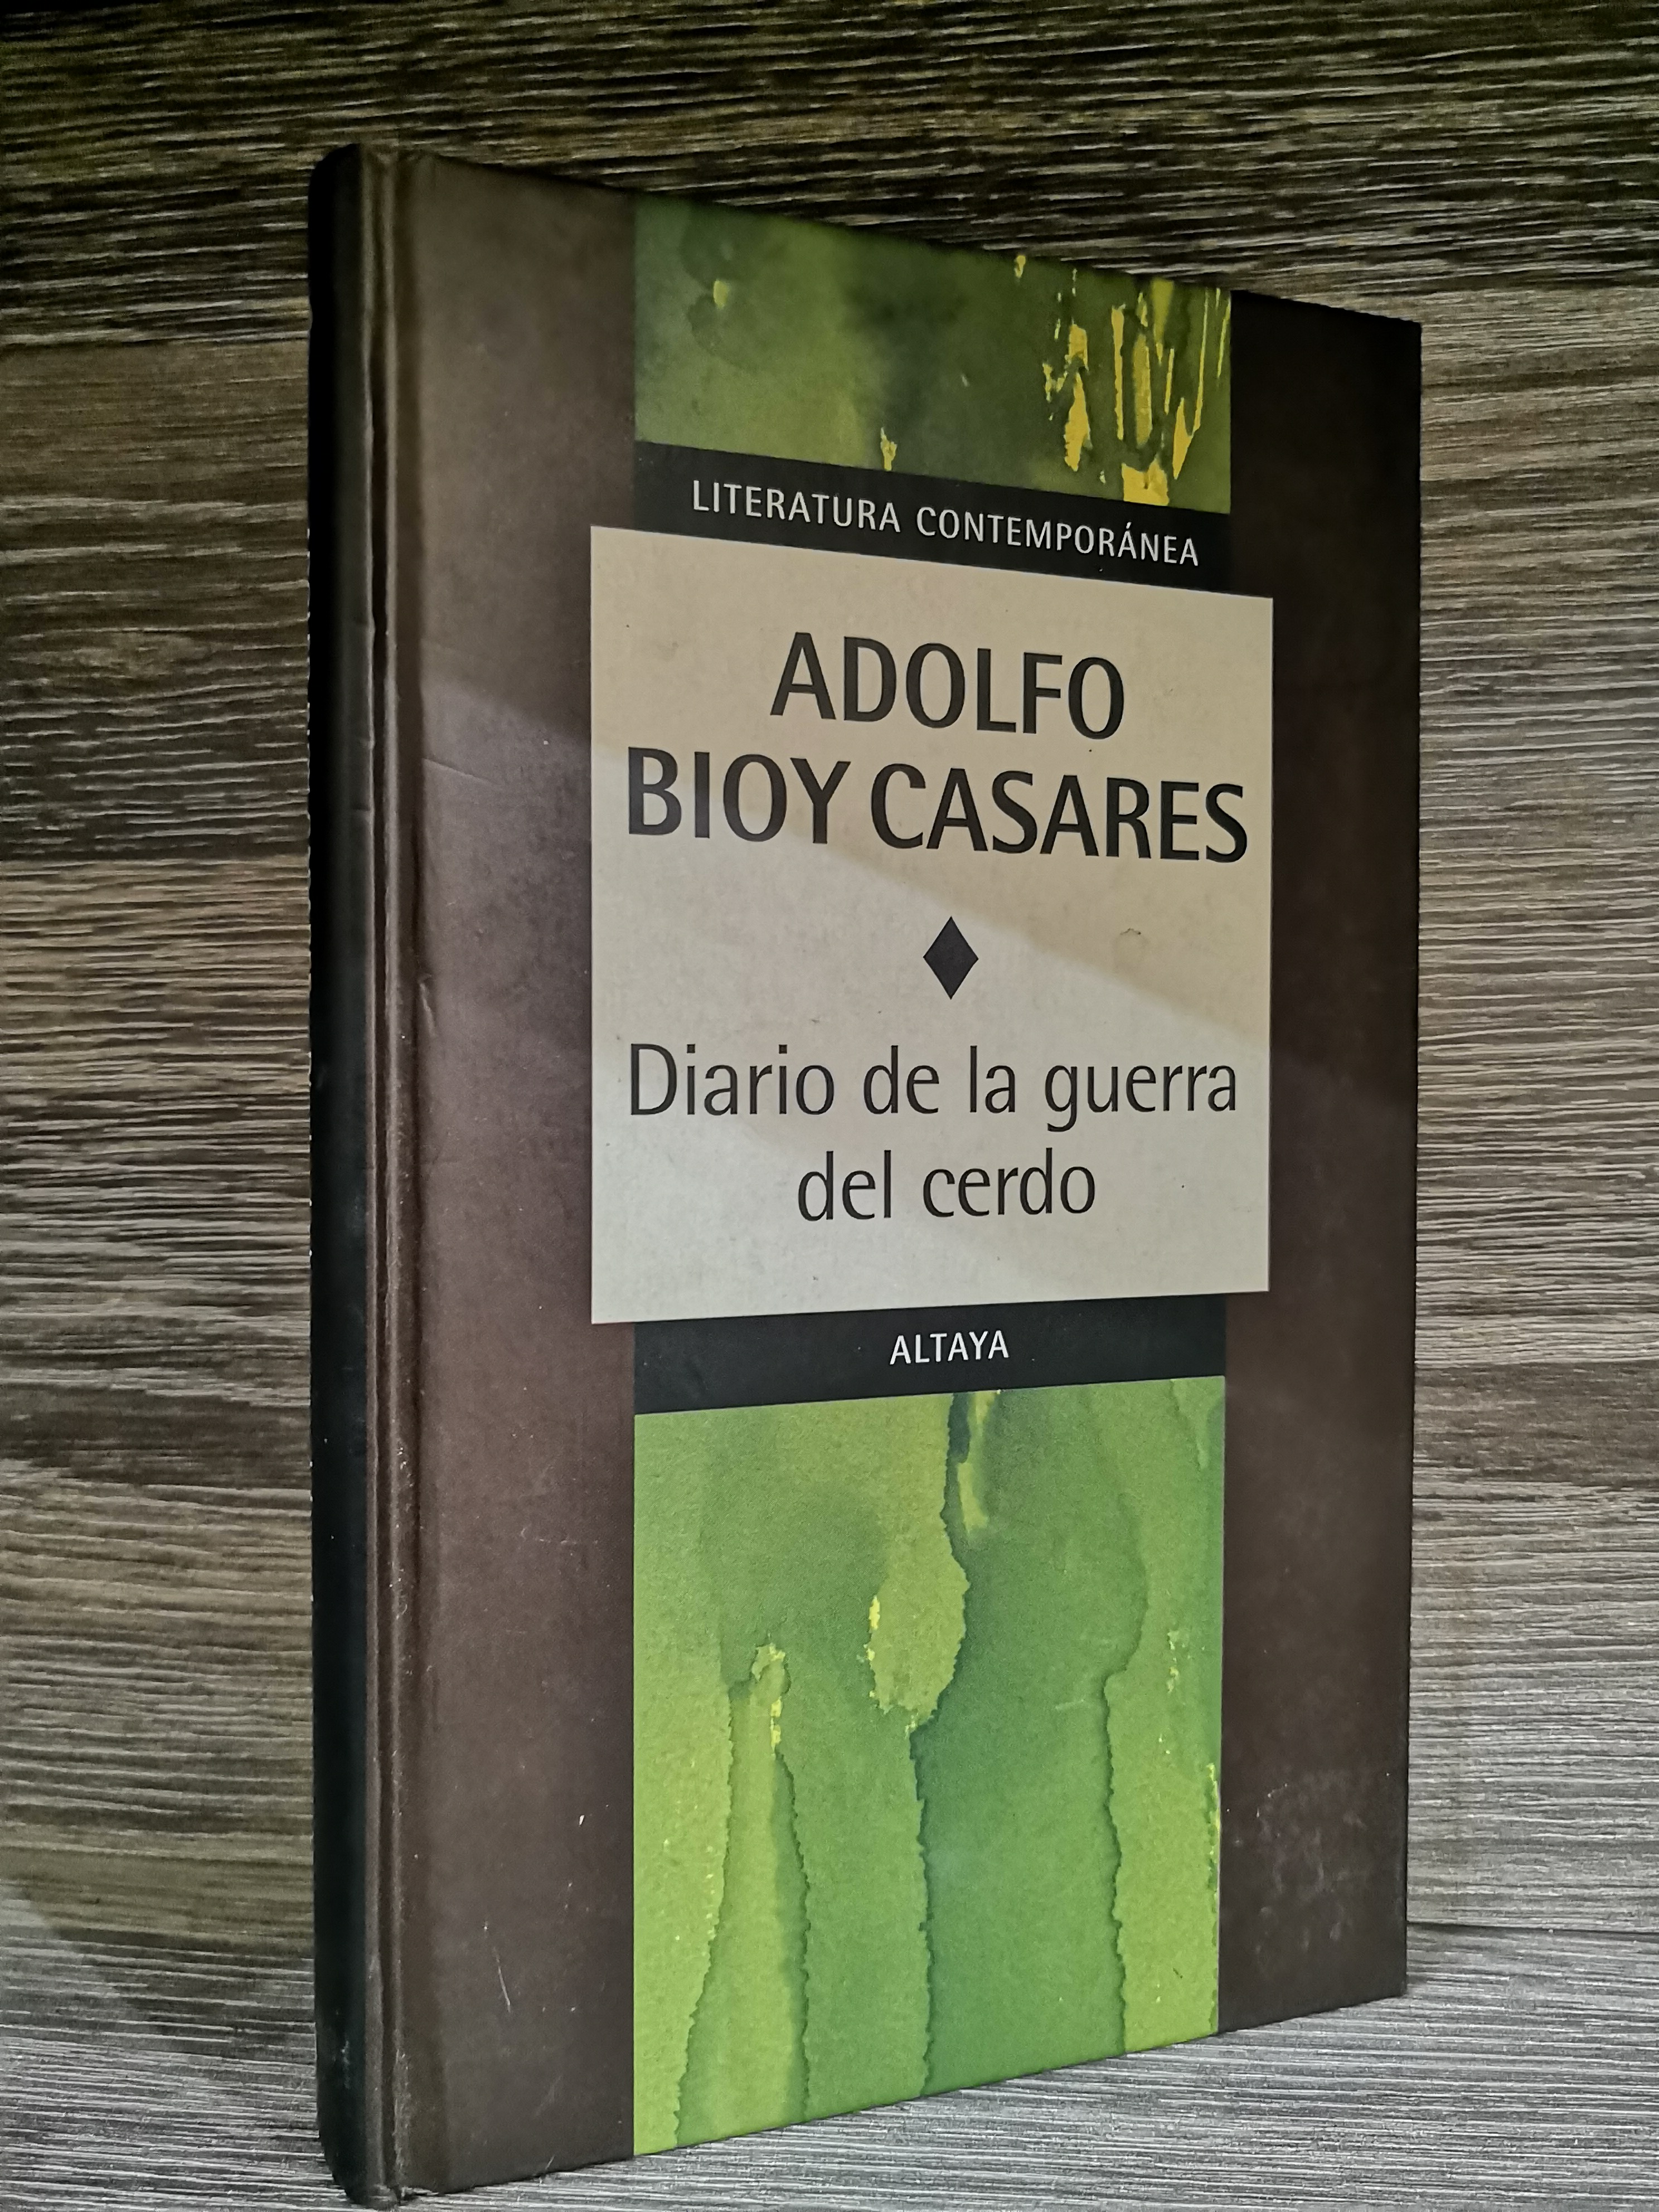 LITERATURA CONTEMPORÁNEA
ADOLFO
BIOY CASARES
Diario de la guerra
del cerdo
ALTAYA